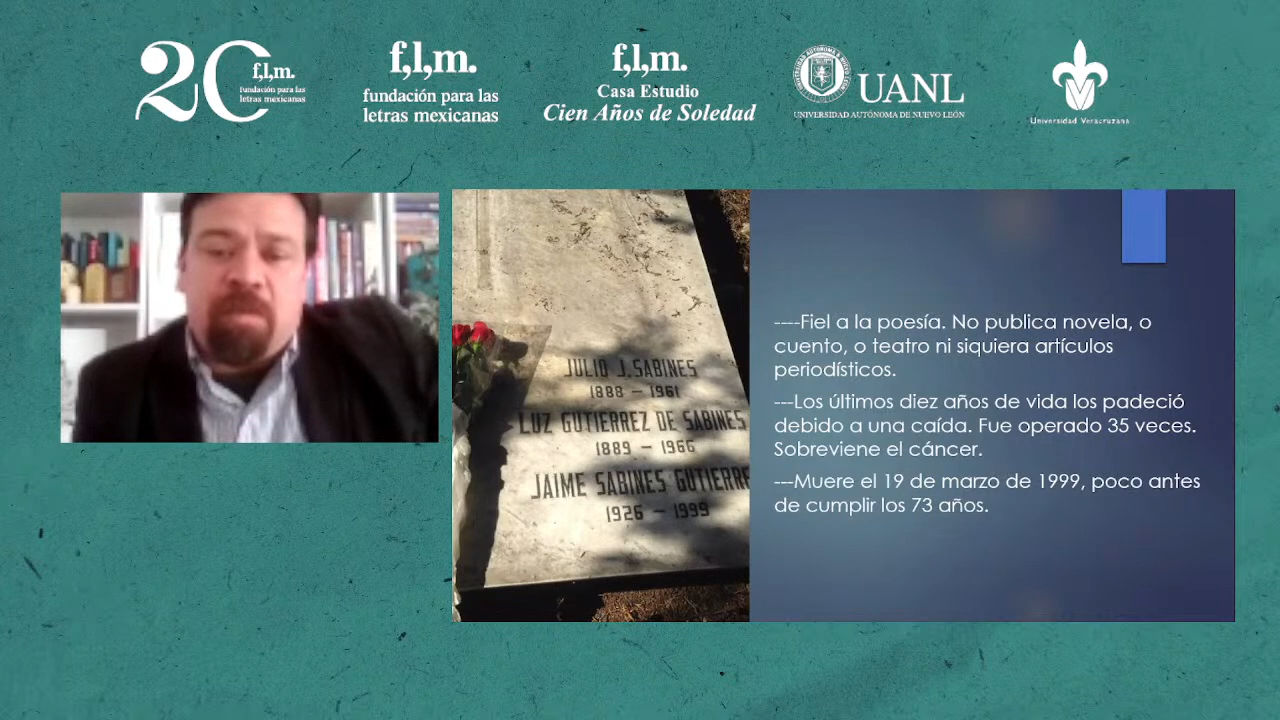 20 f,l,m.
fundación para las
letras mexicanas
f,l,m.
fundación para las
letras mexicanas
f,l,m.
Casa Estudio
Cien Años de Soledad
UANL
UNIVERSIDAD AUTÓNOMA DE NUEVO LEÓN
Universidad Veracruzana
JULIO J. SABINES
1888 — 1961
LUZ GUTIERREZ DE SABINES
1889 — 1966
JAIME SABINES GUTIERRE
1926 — 1999
----Fiel a la poesía. No publica novela, o
cuento, o teatro ni siquiera artículos
periodísticos.
---Los últimos diez años de vida los padeció
debido a una caída. Fue operado 35 veces.
Sobreviene el cáncer.
---Muere el 19 de marzo de 1999, poco antes
de cumplir los 73 años.